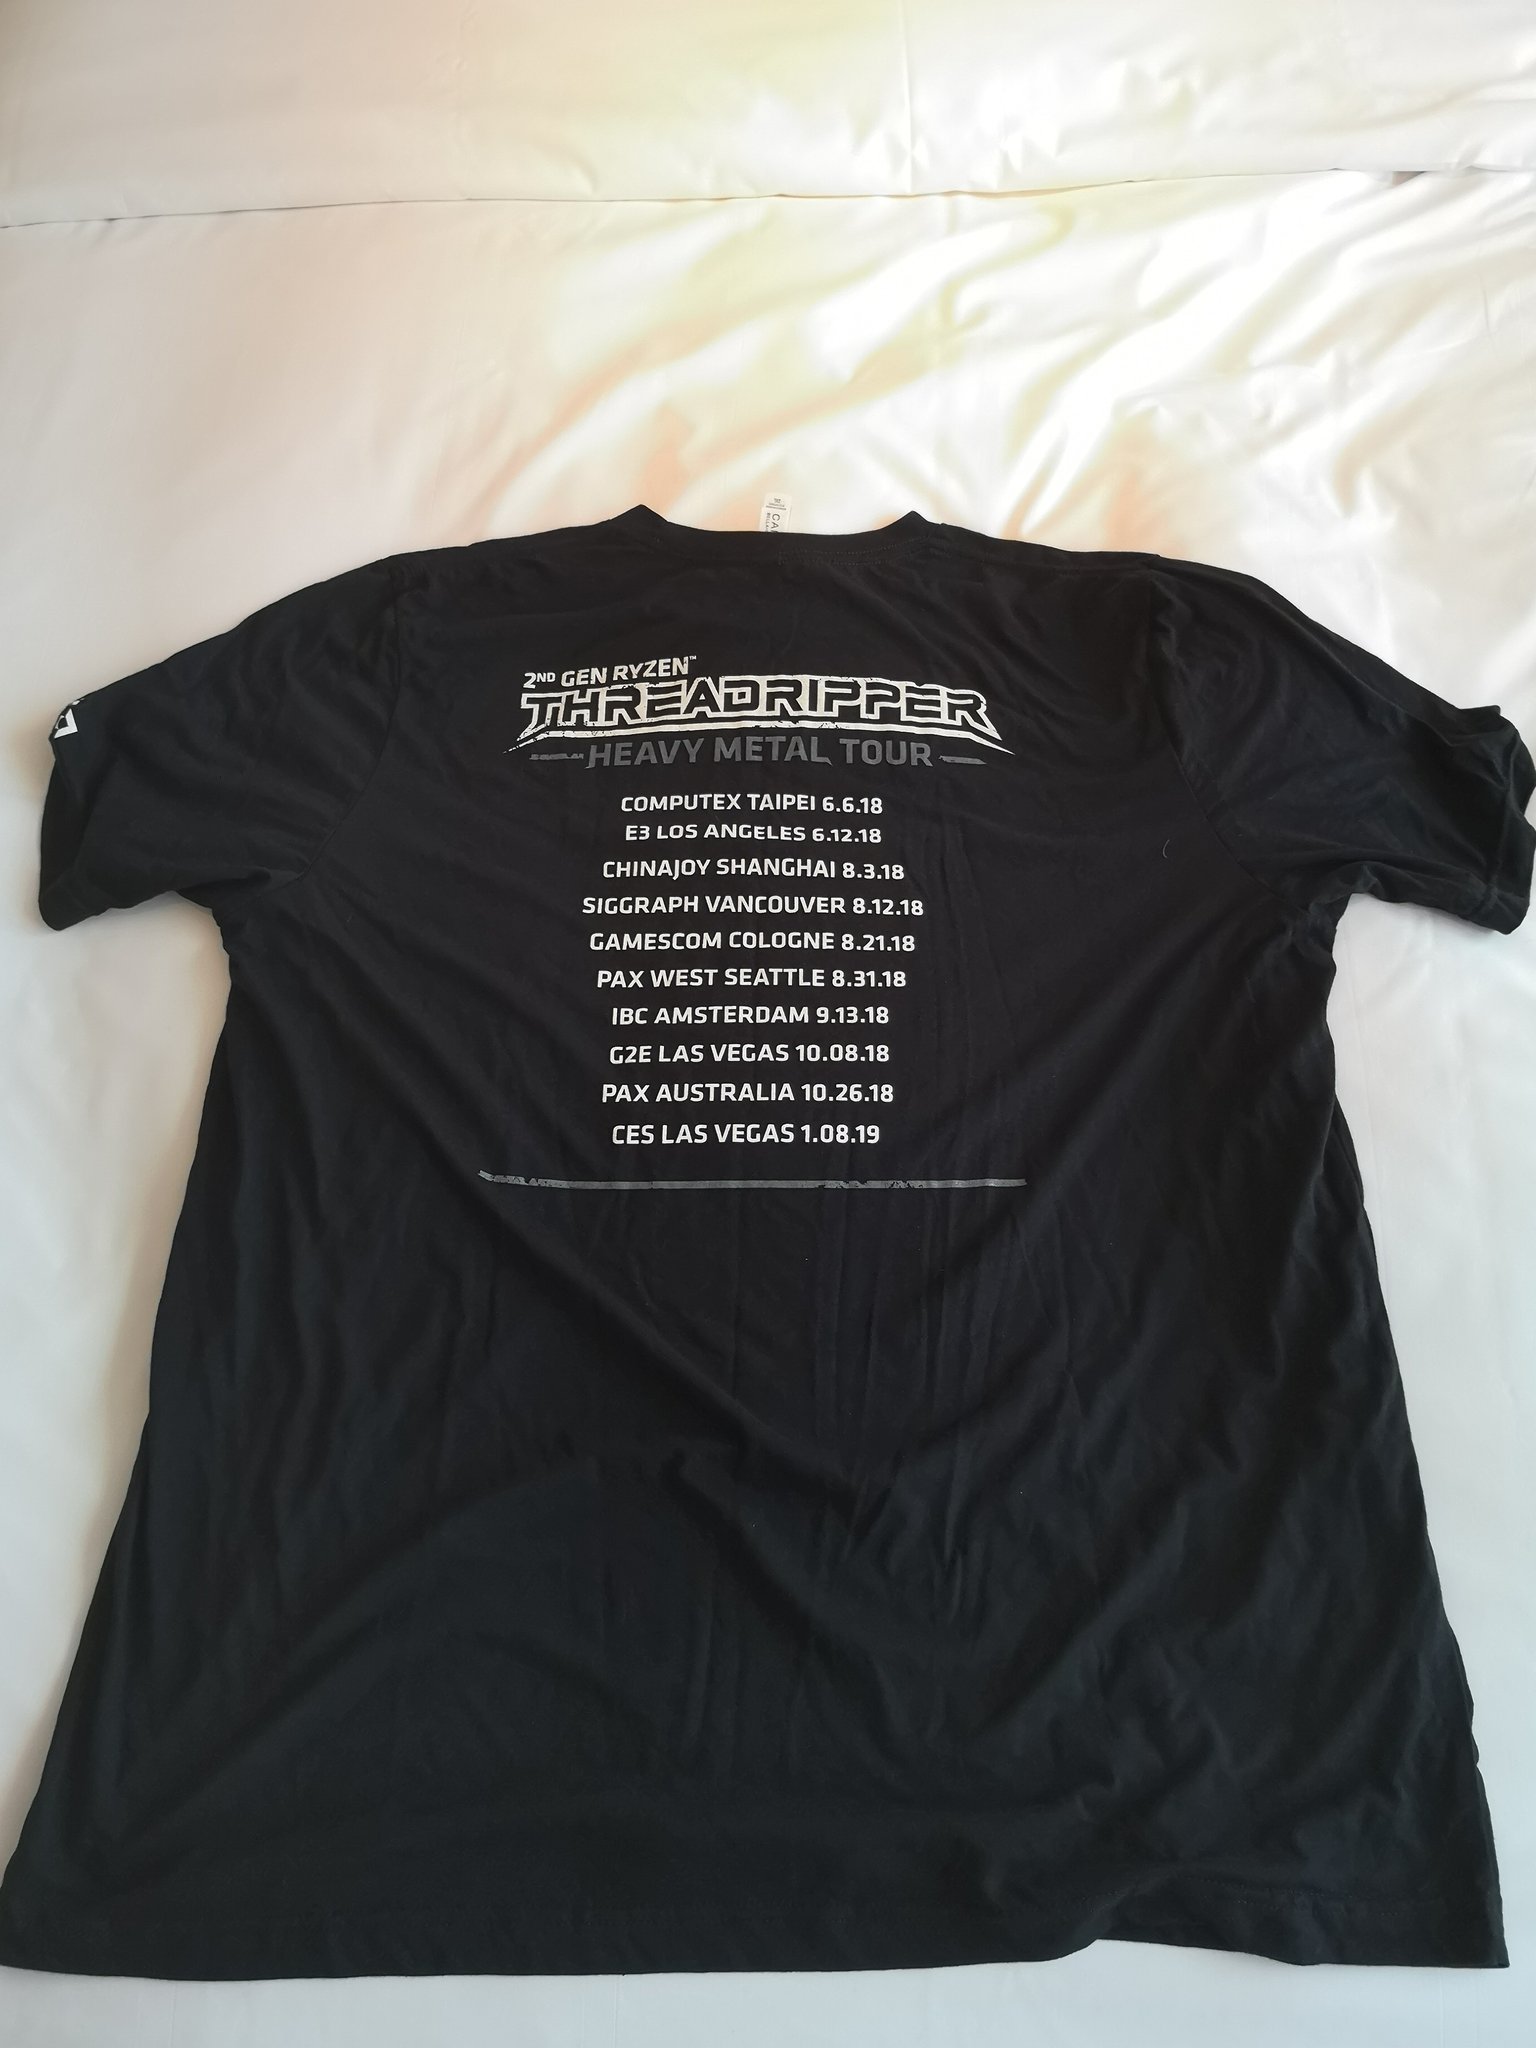 2ND GEN RYZEN™
THREADRIPPER
HEAVY METAL TOUR
COMPUTEX TAIPEI 6.6.18
E3 LOS ANGELES 6.12.18
CHINAJOY SHANGHAI 8.3.18
SIGGRAPH VANCOUVER 8.12.18
GAMESCOM COLOGNE 8.21.18
PAX WEST SEATTLE 8.31.18
IBC AMSTERDAM 9.13.18
G2E LAS VEGAS 10.08.18
PAX AUSTRALIA 10.26.18
CES LAS VEGAS 1.08.19